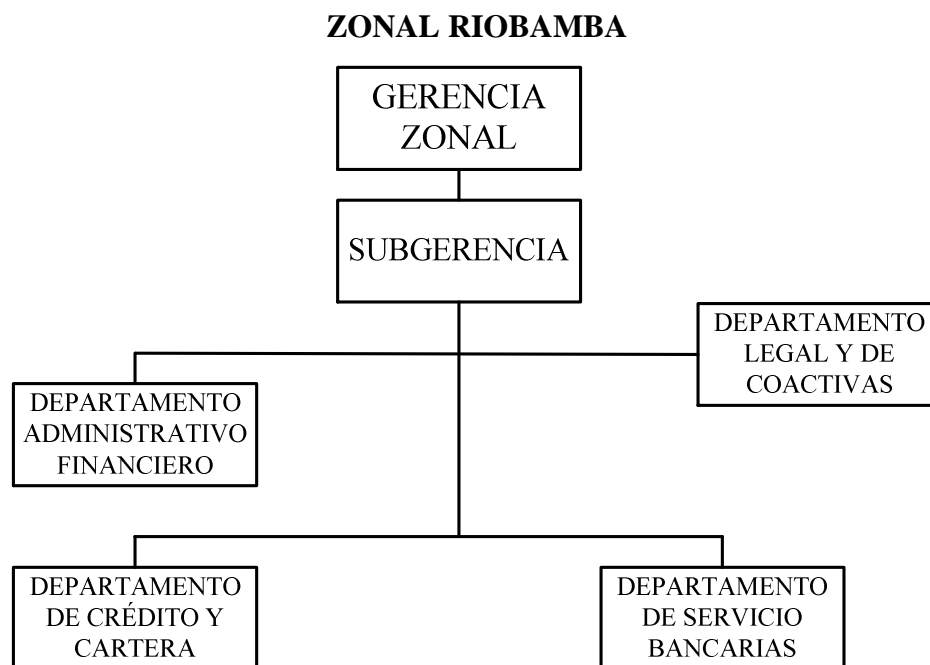 ZONAL RIOBAMBA
GERENCIA
ZONAL
SUBGERENCIA
DEPARTAMENTO
LEGAL Y DE
COACTIVAS
DEPARTAMENTO
ADMINISTRATIVO
FINANCIERO
DEPARTAMENTO
DE CRÉDITO Y
CARTERA
DEPARTAMENTO
DE SERVICIO
BANCARIAS